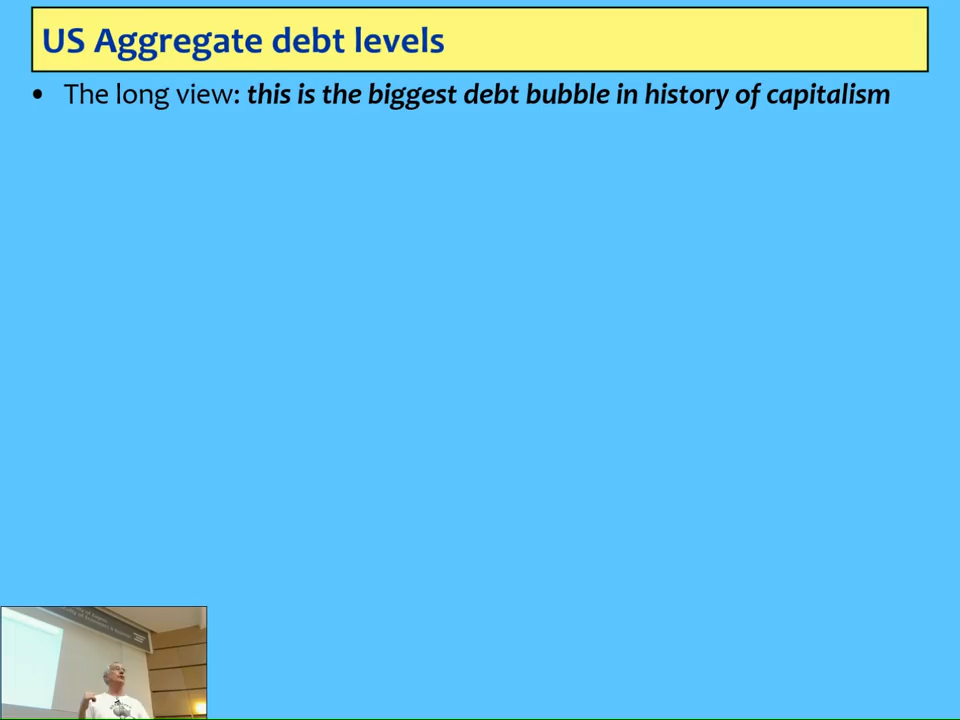 US Aggregate debt levels
• The long view: this is the biggest debt bubble in history of capitalism